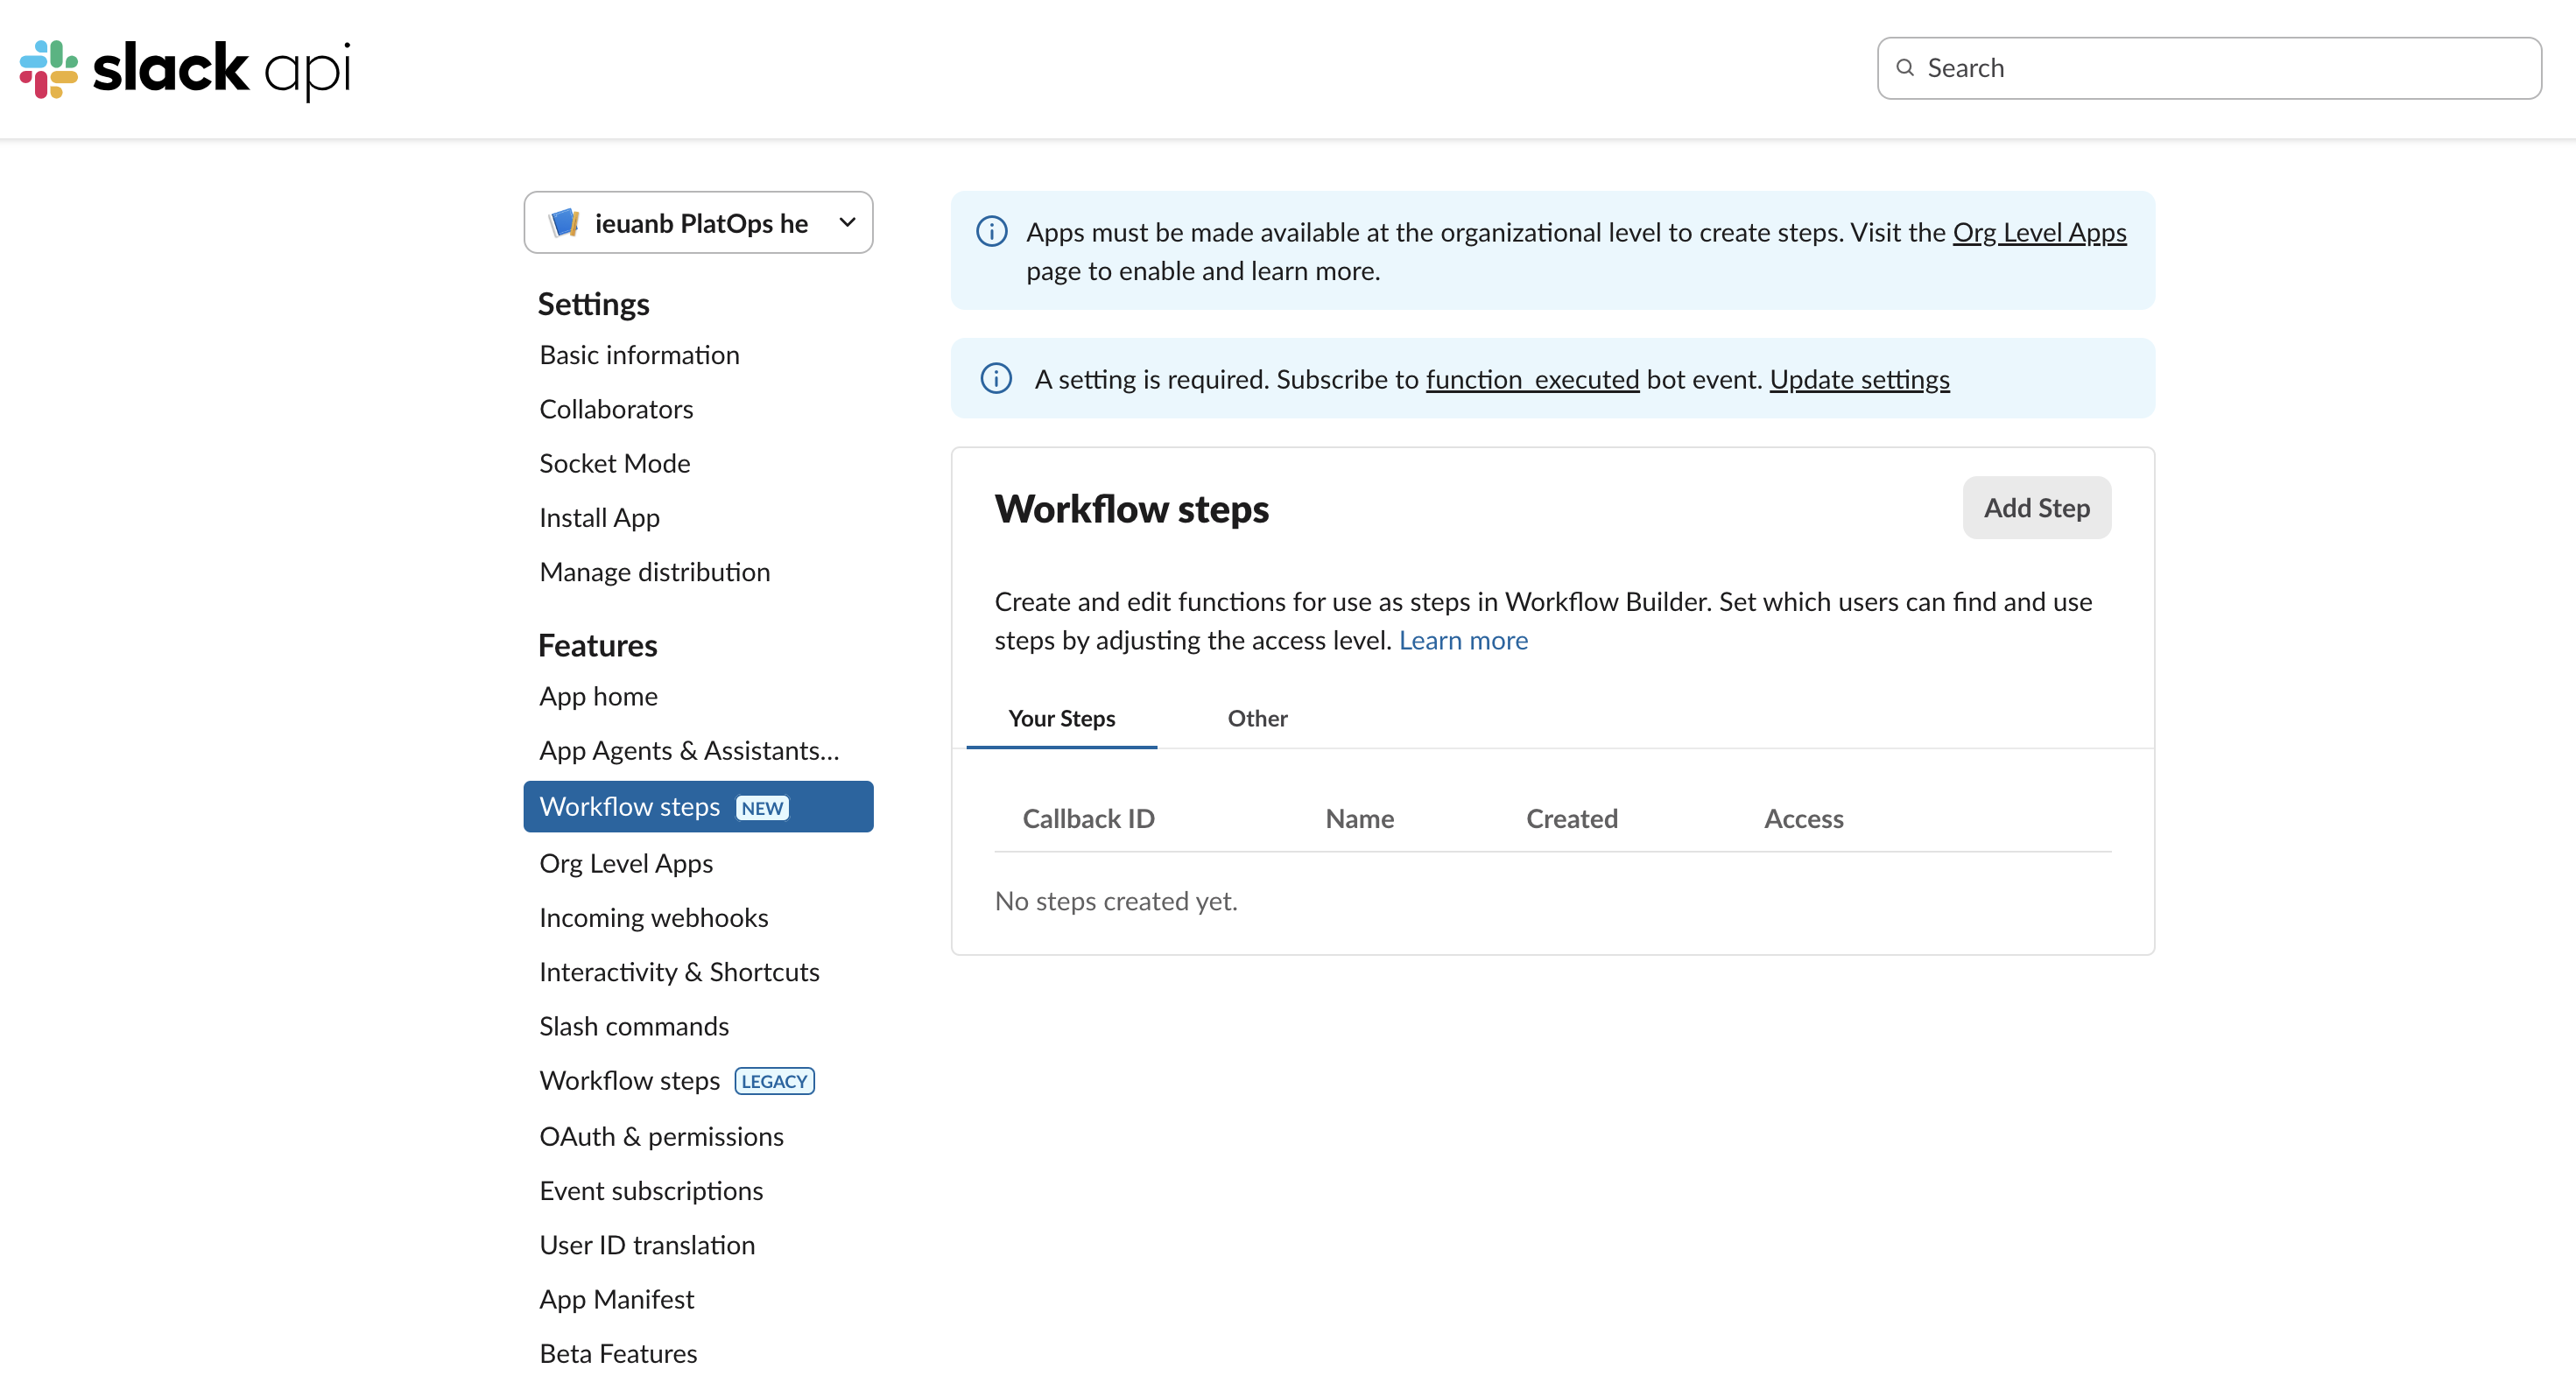 slack api
Search
ieuanb PlatOps he
Settings
Basic information
Collaborators
Socket Mode
Install App
Manage distribution
Features
App home
App Agents & Assistants...
Workflow steps NEW
Org Level Apps
Incoming webhooks
Interactivity & Shortcuts
Slash commands
Workflow steps LEGACY
OAuth & permissions
Event subscriptions
User ID translation
App Manifest
Beta Features
Apps must be made available at the organizational level to create steps. Visit the Org Level Apps
page to enable and learn more.
A setting is required. Subscribe to function_executed bot event. Update settings
Workflow steps
Add Step
Create and edit functions for use as steps in Workflow Builder. Set which users can find and use
steps by adjusting the access level. Learn more
Your Steps Other
Callback ID Name Created Access
No steps created yet.